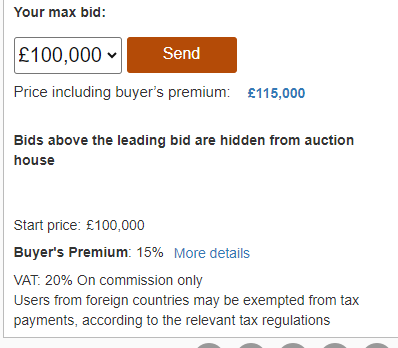 Your max bid:
£100,000
Send
Price including buyer's premium: £115,000
Bids above the leading bid are hidden from auction
house
Start price: £100,000
Buyer's Premium: 15% More details
VAT: 20% On commission only
Users from foreign countries may be exempted from tax
payments, according to the relevant tax regulations